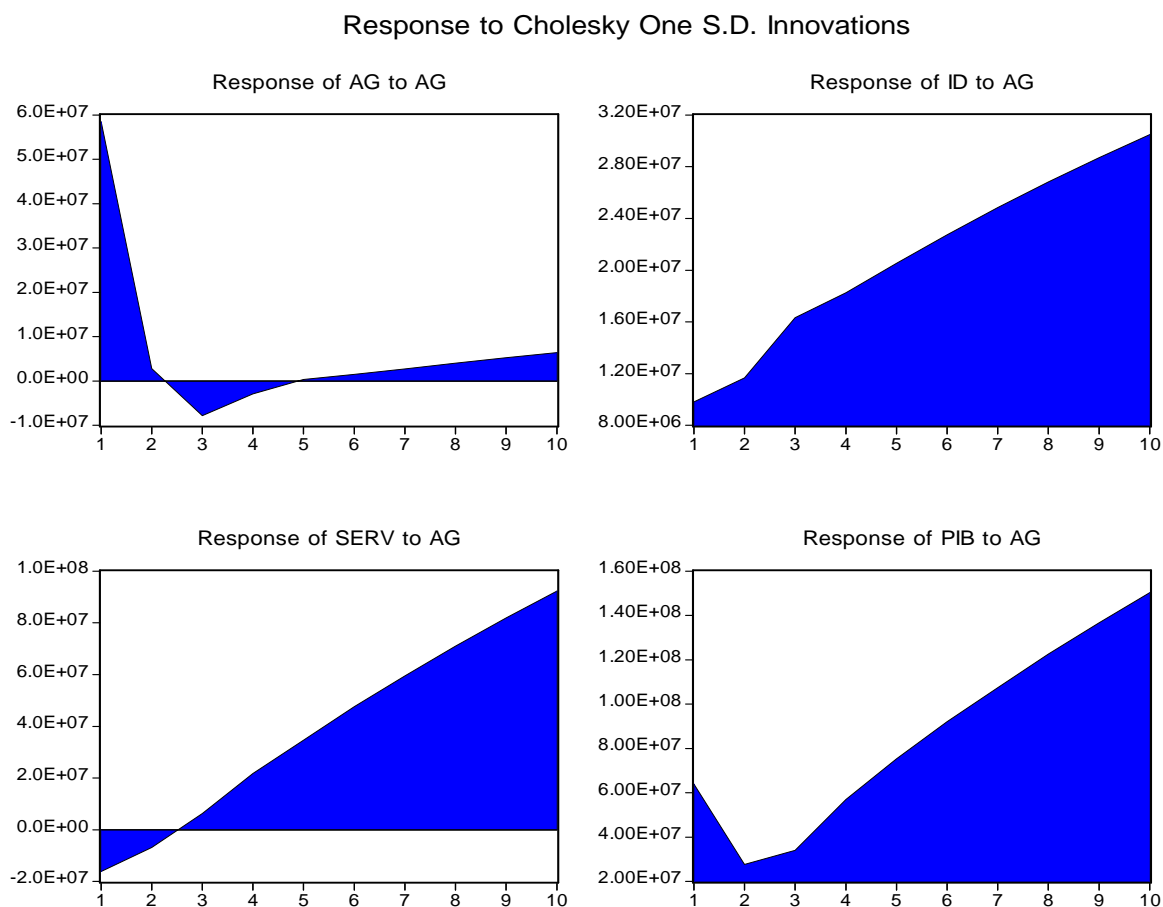 Response to Cholesky One S.D. Innovations
Response of AG to AG
6.0E+07
5.0E+07
4.0E+07
3.0E+07
2.0E+07
1.0E+07
0.0E+00
-1.0E+07
1 2 3 4 5 6 7 8 9 10
Response of ID to AG
3.20E+07
2.80E+07
2.40E+07
2.00E+07
1.60E+07
1.20E+07
8.00E+06
1 2 3 4 5 6 7 8 9 10
Response of SERV to AG
1.0E+08
8.0E+07
6.0E+07
4.0E+07
2.0E+07
0.0E+00
-2.0E+07
1 2 3 4 5 6 7 8 9 10
Response of PIB to AG
1.60E+08
1.40E+08
1.20E+08
1.00E+08
8.00E+07
6.00E+07
4.00E+07
2.00E+07
1 2 3 4 5 6 7 8 9 10